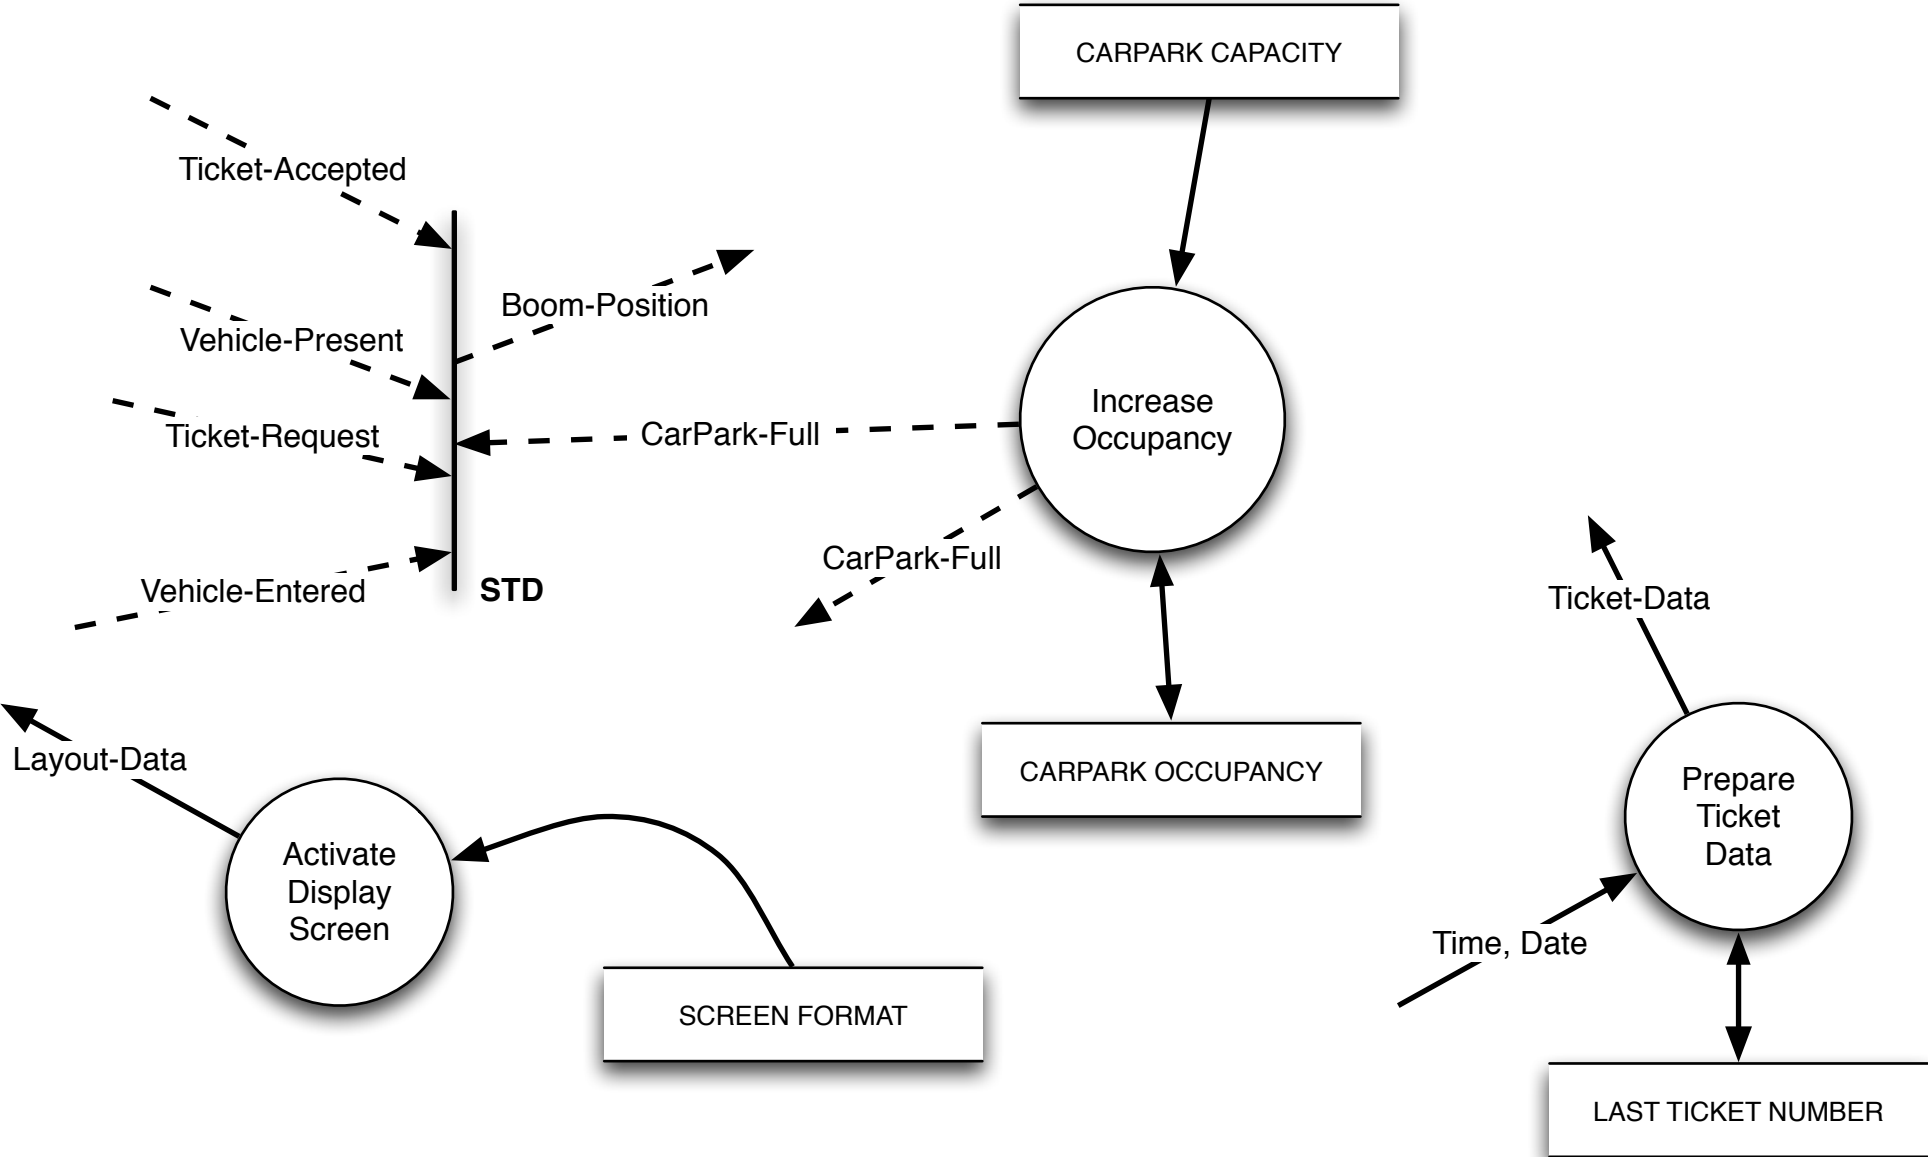 CARPARK CAPACITY
Ticket-Accepted
Boom-Position
Vehicle-Present
Increase
Occupancy
Ticket-Request
CarPark-Full
CarPark-Full
Vehicle-Entered
STD
Ticket-Data
Layout-Data
CARPARK OCCUPANCY
Prepare
Ticket
Data
Activate
Display
Screen
Time, Date
SCREEN FORMAT
LAST TICKET NUMBER